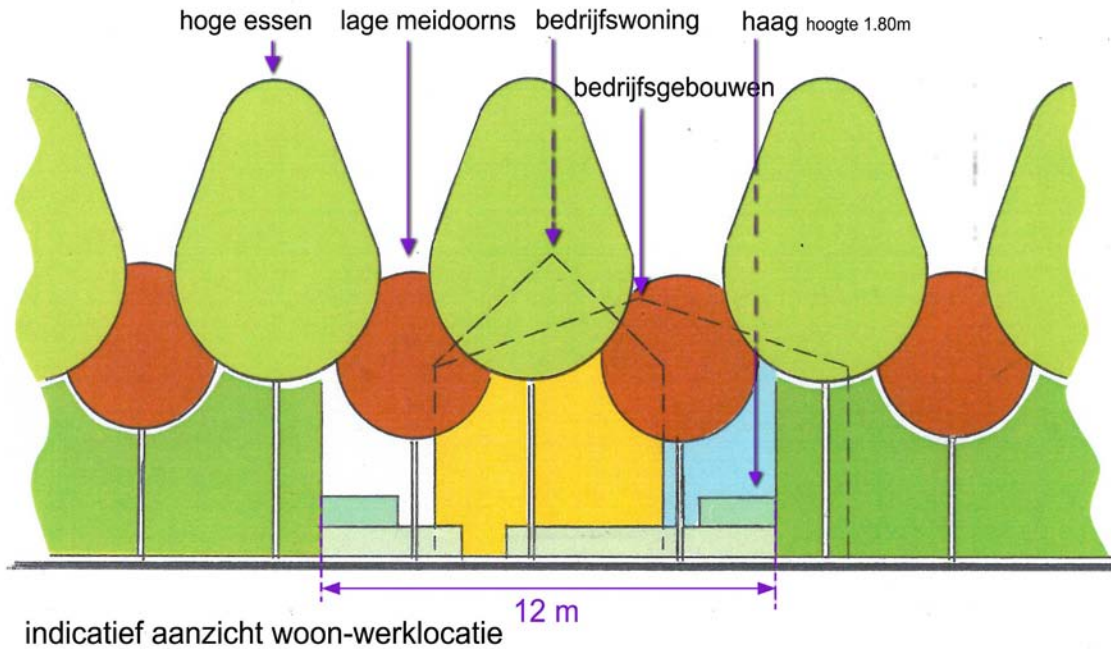 hoge essen lage meidoorns bedrijfswoning haag hoogte 1.80m
bedrijfsgebouwen
12 m
indicatief aanzicht woon-werklocatie